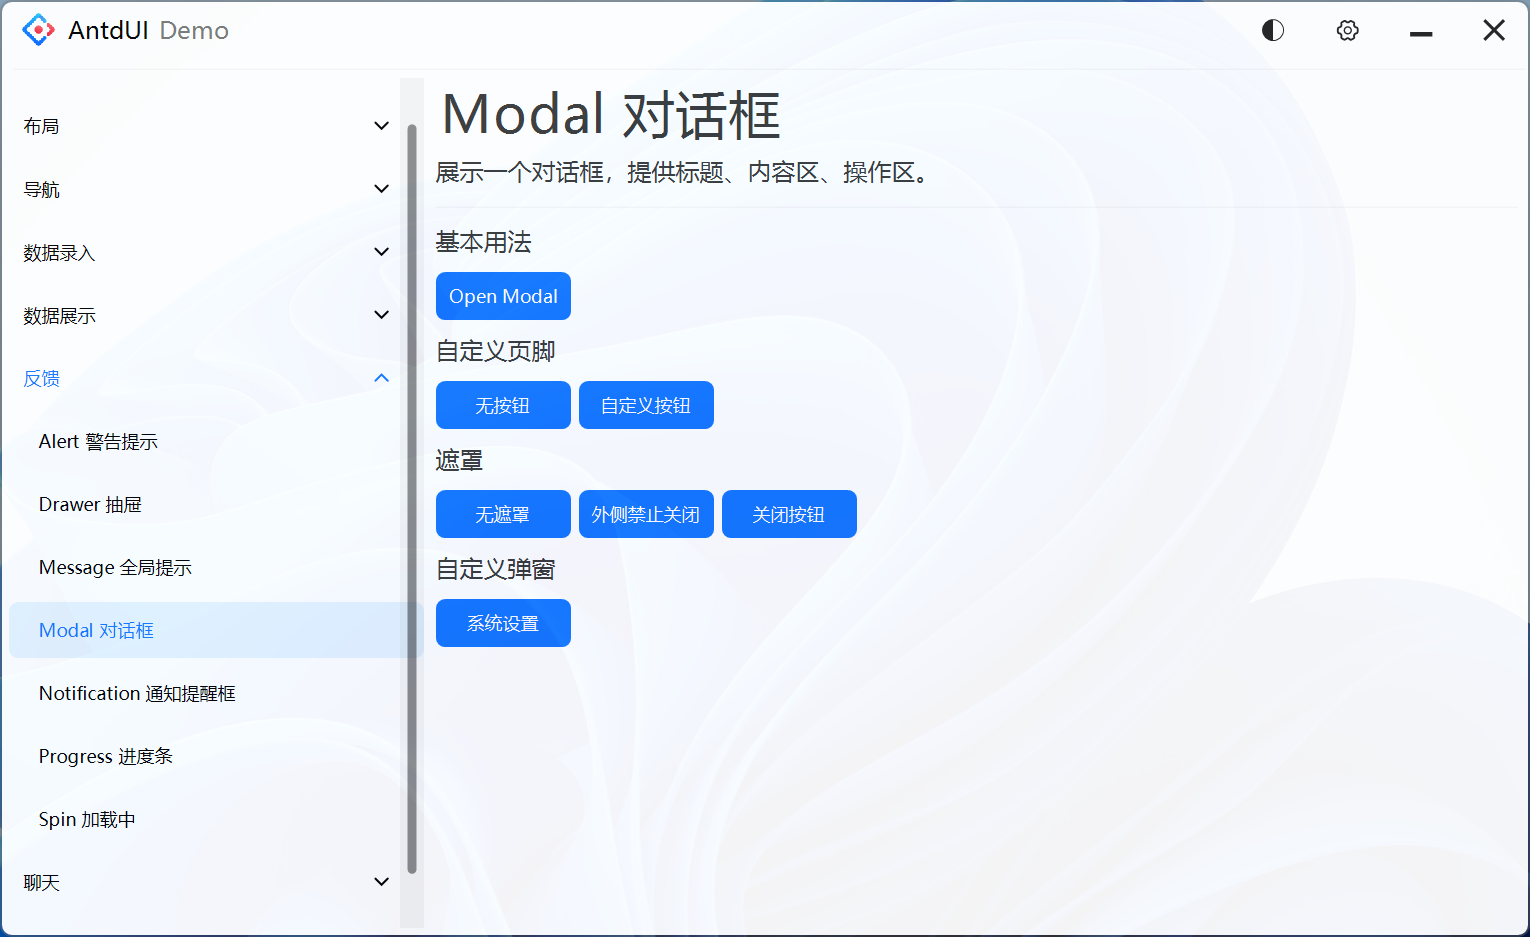 AntdUI Demo
布局
导航
数据录入
数据展示
反馈
Alert 警告提示
Drawer 抽屉
Message 全局提示
Modal 对话框
Notification 通知提醒框
Progress 进度条
Spin 加载中
聊天
Modal 对话框
展示一个对话框，提供标题、内容区、操作区。
基本用法
Open Modal
自定义页脚
无按钮 自定义按钮
遮罩
无遮罩 外侧禁止关闭 关闭按钮
自定义弹窗
系统设置